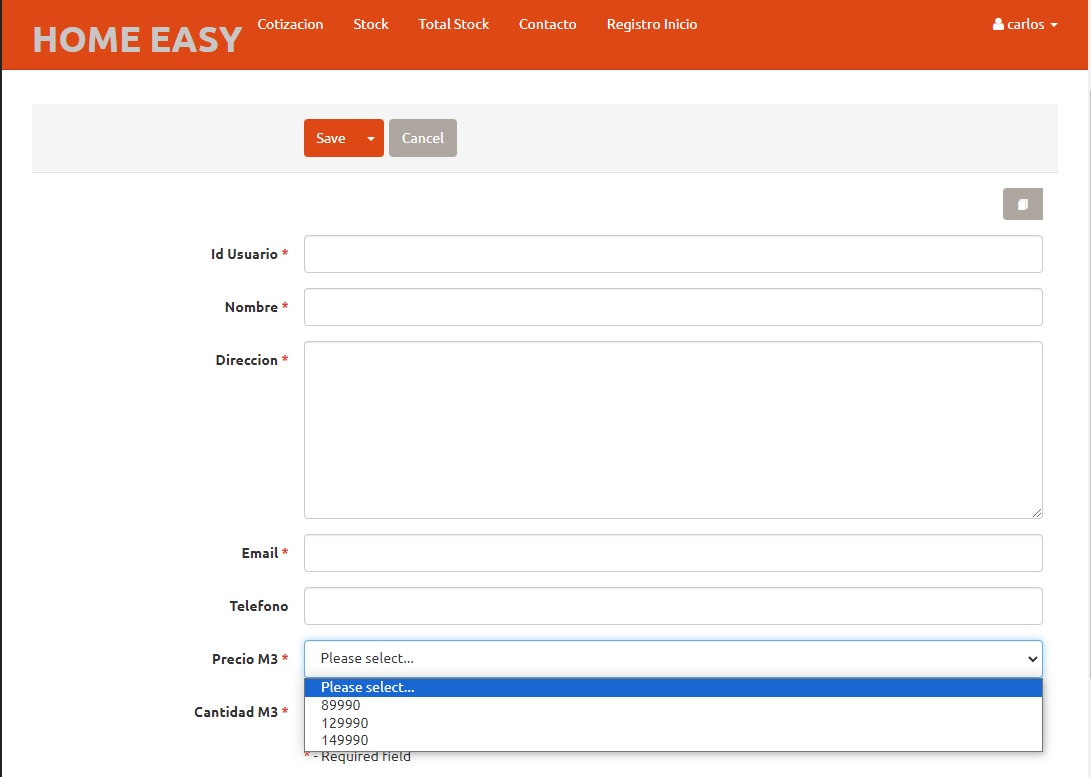 HOME EASY
Cotizacion Stock Total Stock Contacto Registro Inicio carlos
Save Cancel
Id Usuario *
Nombre *
Direccion *
Email *
Telefono
Precio M3 * Please select...
Please select...
89990
Cantidad M3 *
129990
149990
* - Required field